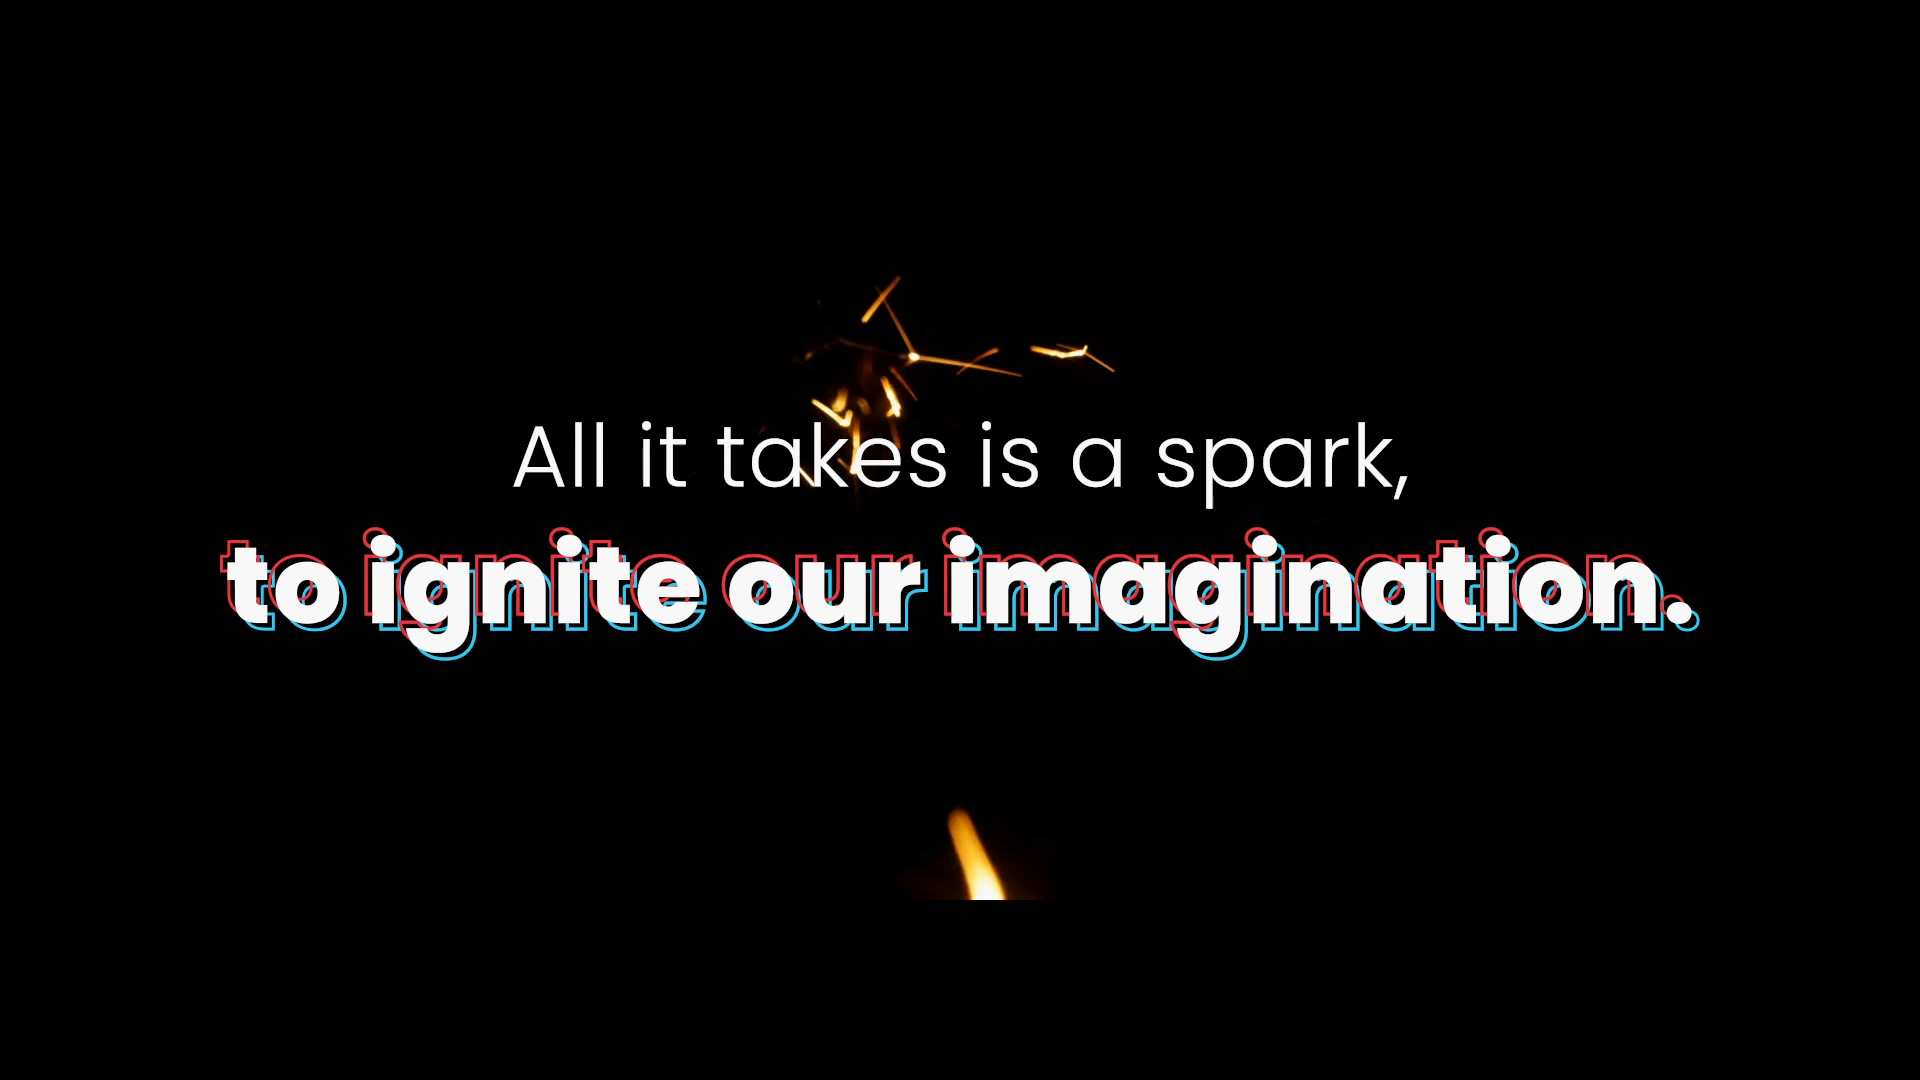 All it takes is a spark,
to ignite our imagination.